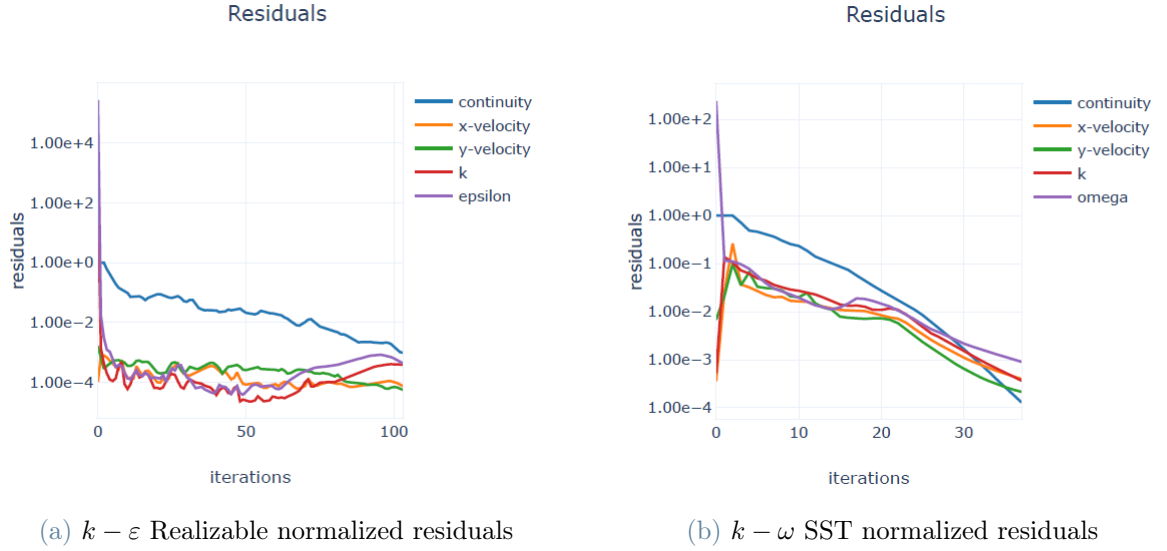 Residuals
continuity
x-velocity
y-velocity
k
epsilon
1.00e+4
1.00e+2
1.00e+0
1.00e−2
1.00e−4
residuals
0
50
100
iterations
(a) k − ε Realizable normalized residuals
Residuals
continuity
x-velocity
y-velocity
k
omega
1.00e+2
1.00e+1
1.00e+0
1.00e−1
1.00e−2
1.00e−3
1.00e−4
residuals
0
10
20
30
iterations
(b) k − ω SST normalized residuals